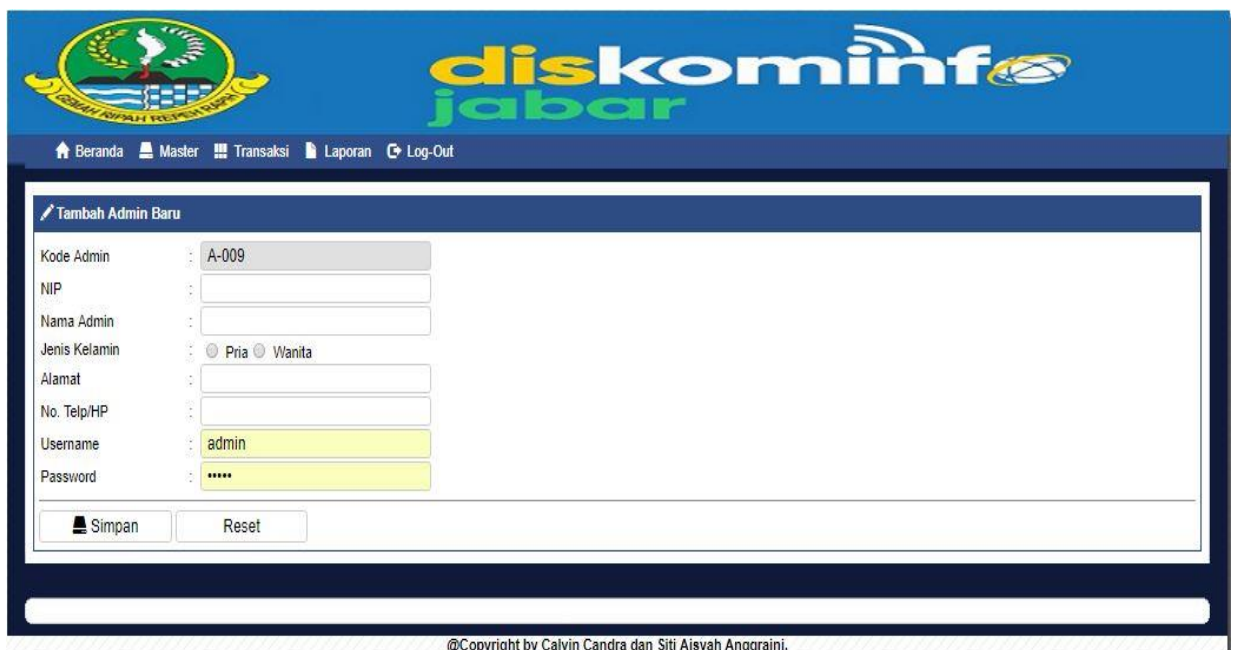 GEMAH RIPAH REPEH RAPIH
diskominfo
jabar
Beranda Master Transaksi Laporan Log-Out
Tambah Admin Baru
Kode Admin : A-009
NIP :
Nama Admin :
Jenis Kelamin : Pria Wanita
Alamat :
No. Telp/HP :
Username : admin
Password : •••••
Simpan Reset
@Copyright by Calvin Candra dan Siti Aisyah Anggraini.